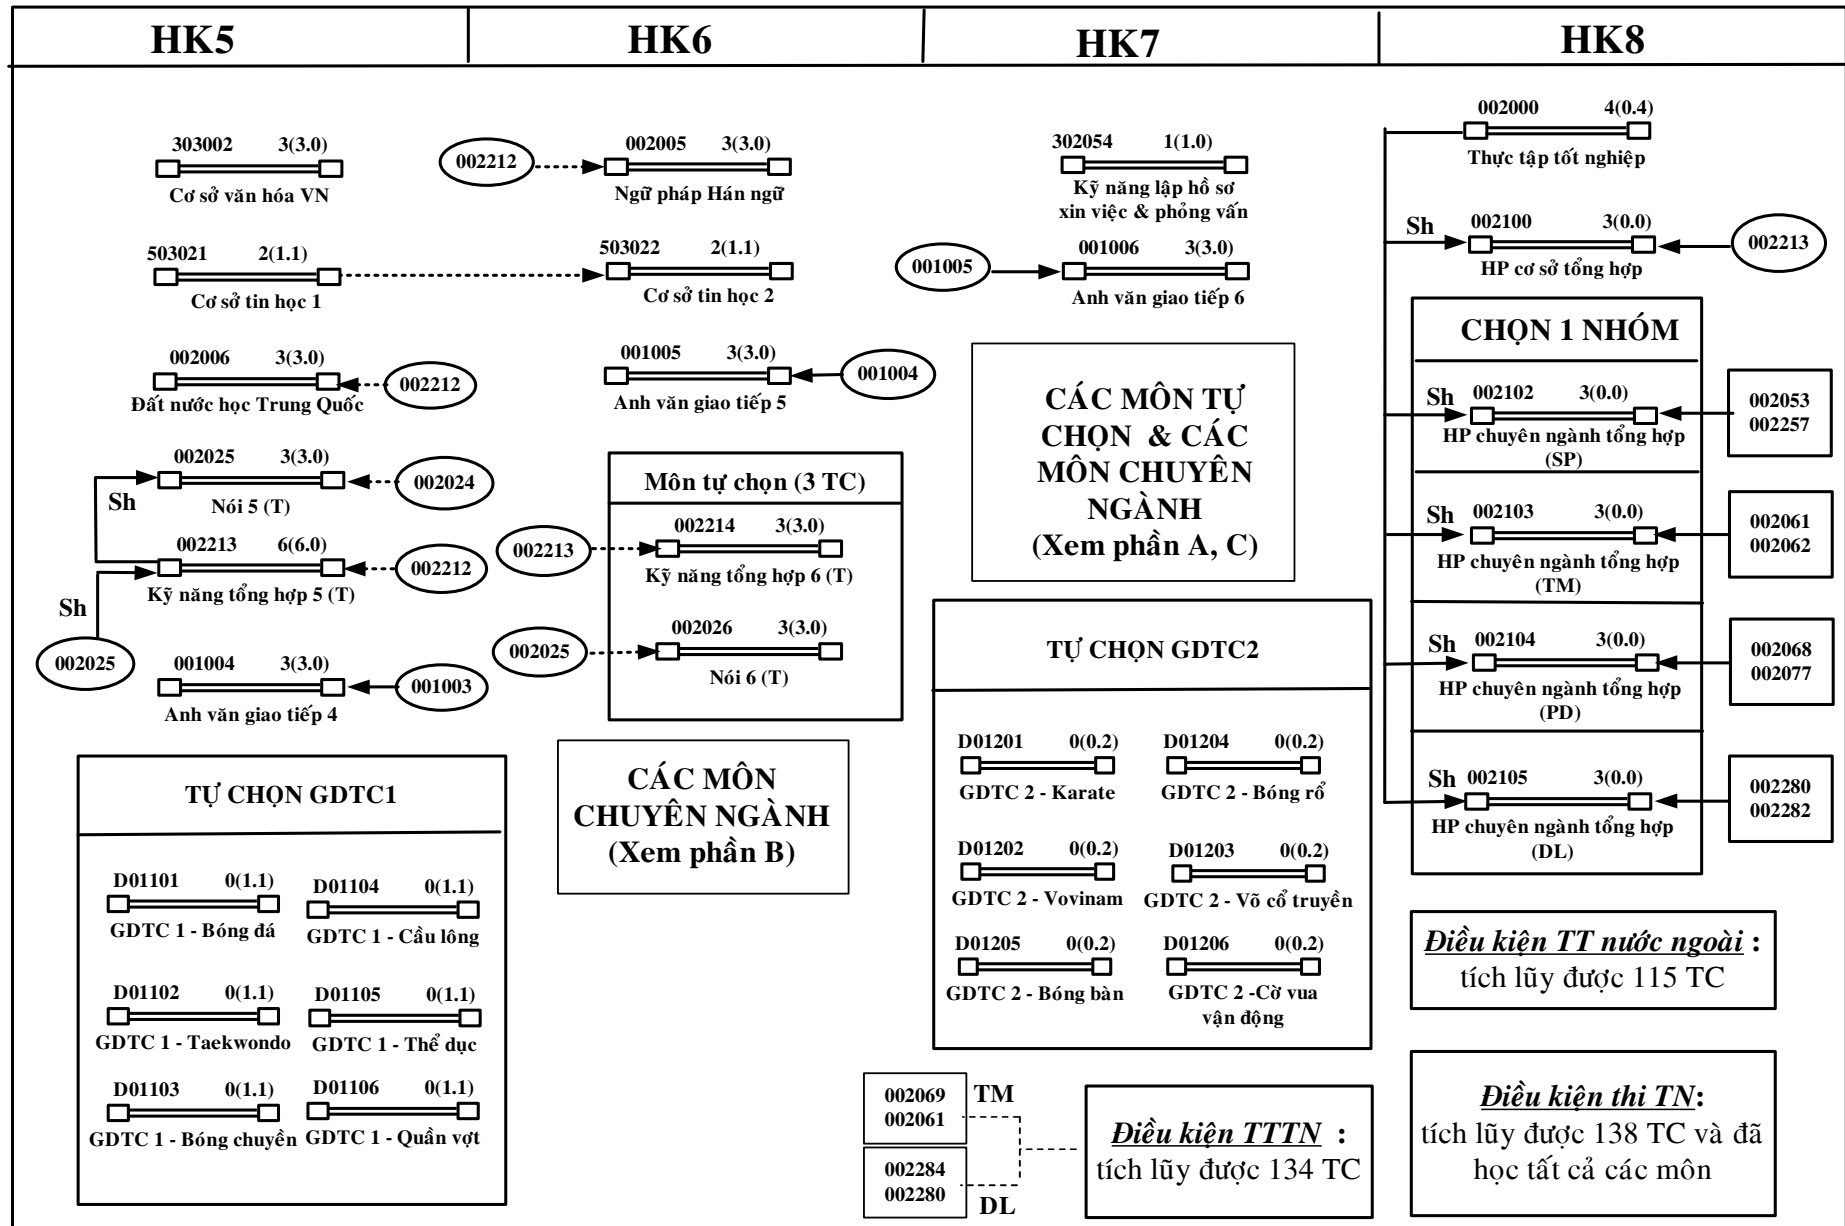 HK5
HK6
HK7
HK8
303002 3(3.0)
Cơ sở văn hóa VN
503021 2(1.1)
Cơ sở tin học 1
002006 3(3.0)
002212
Đất nước học Trung Quốc
002025 3(3.0)
002024
Sh
Nói 5 (T)
002213 6(6.0)
002212
Kỹ năng tổng hợp 5 (T)
Sh
002025
001004 3(3.0)
001003
Anh văn giao tiếp 4
TỰ CHỌN GDTC1
D01101 0(1.1)
GDTC 1 - Bóng đá
D01104 0(1.1)
GDTC 1 - Cầu lông
D01102 0(1.1)
GDTC 1 - Taekwondo
D01105 0(1.1)
GDTC 1 - Thể dục
D01103 0(1.1)
GDTC 1 - Bóng chuyền
D01106 0(1.1)
GDTC 1 - Quần vợt
002212
002005 3(3.0)
Ngữ pháp Hán ngữ
503022 2(1.1)
Cơ sở tin học 2
001005 3(3.0)
001004
Anh văn giao tiếp 5
Môn tự chọn (3 TC)
002213
002214 3(3.0)
Kỹ năng tổng hợp 6 (T)
002025
002026 3(3.0)
Nói 6 (T)
CÁC MÔN
CHUYÊN NGÀNH
(Xem phần B)
302054 1(1.0)
Kỹ năng lập hồ sơ
xin việc & phỏng vấn
001005
001006 3(3.0)
Anh văn giao tiếp 6
CÁC MÔN TỰ
CHỌN & CÁC
MÔN CHUYÊN
NGÀNH
(Xem phần A, C)
TỰ CHỌN GDTC2
D01201 0(0.2)
GDTC 2 - Karate
D01204 0(0.2)
GDTC 2 - Bóng rổ
D01202 0(0.2)
GDTC 2 - Vovinam
D01203 0(0.2)
GDTC 2 - Võ cổ truyền
D01205 0(0.2)
GDTC 2 - Bóng bàn
D01206 0(0.2)
GDTC 2 -Cờ vua
vận động
002069
002061
TM
002284
002280
DL
Điều kiện TTTN :
tích lũy được 134 TC
002000 4(0.4)
Thực tập tốt nghiệp
Sh
002100 3(0.0)
002213
HP cơ sở tổng hợp
CHỌN 1 NHÓM
Sh
002102 3(0.0)
HP chuyên ngành tổng hợp
(SP)
002053
002257
Sh
002103 3(0.0)
HP chuyên ngành tổng hợp
(TM)
002061
002062
Sh
002104 3(0.0)
HP chuyên ngành tổng hợp
(PD)
002068
002077
Sh
002105 3(0.0)
HP chuyên ngành tổng hợp
(DL)
002280
002282
Điều kiện TT nước ngoài :
tích lũy được 115 TC
Điều kiện thi TN:
tích lũy được 138 TC và đã
học tất cả các môn